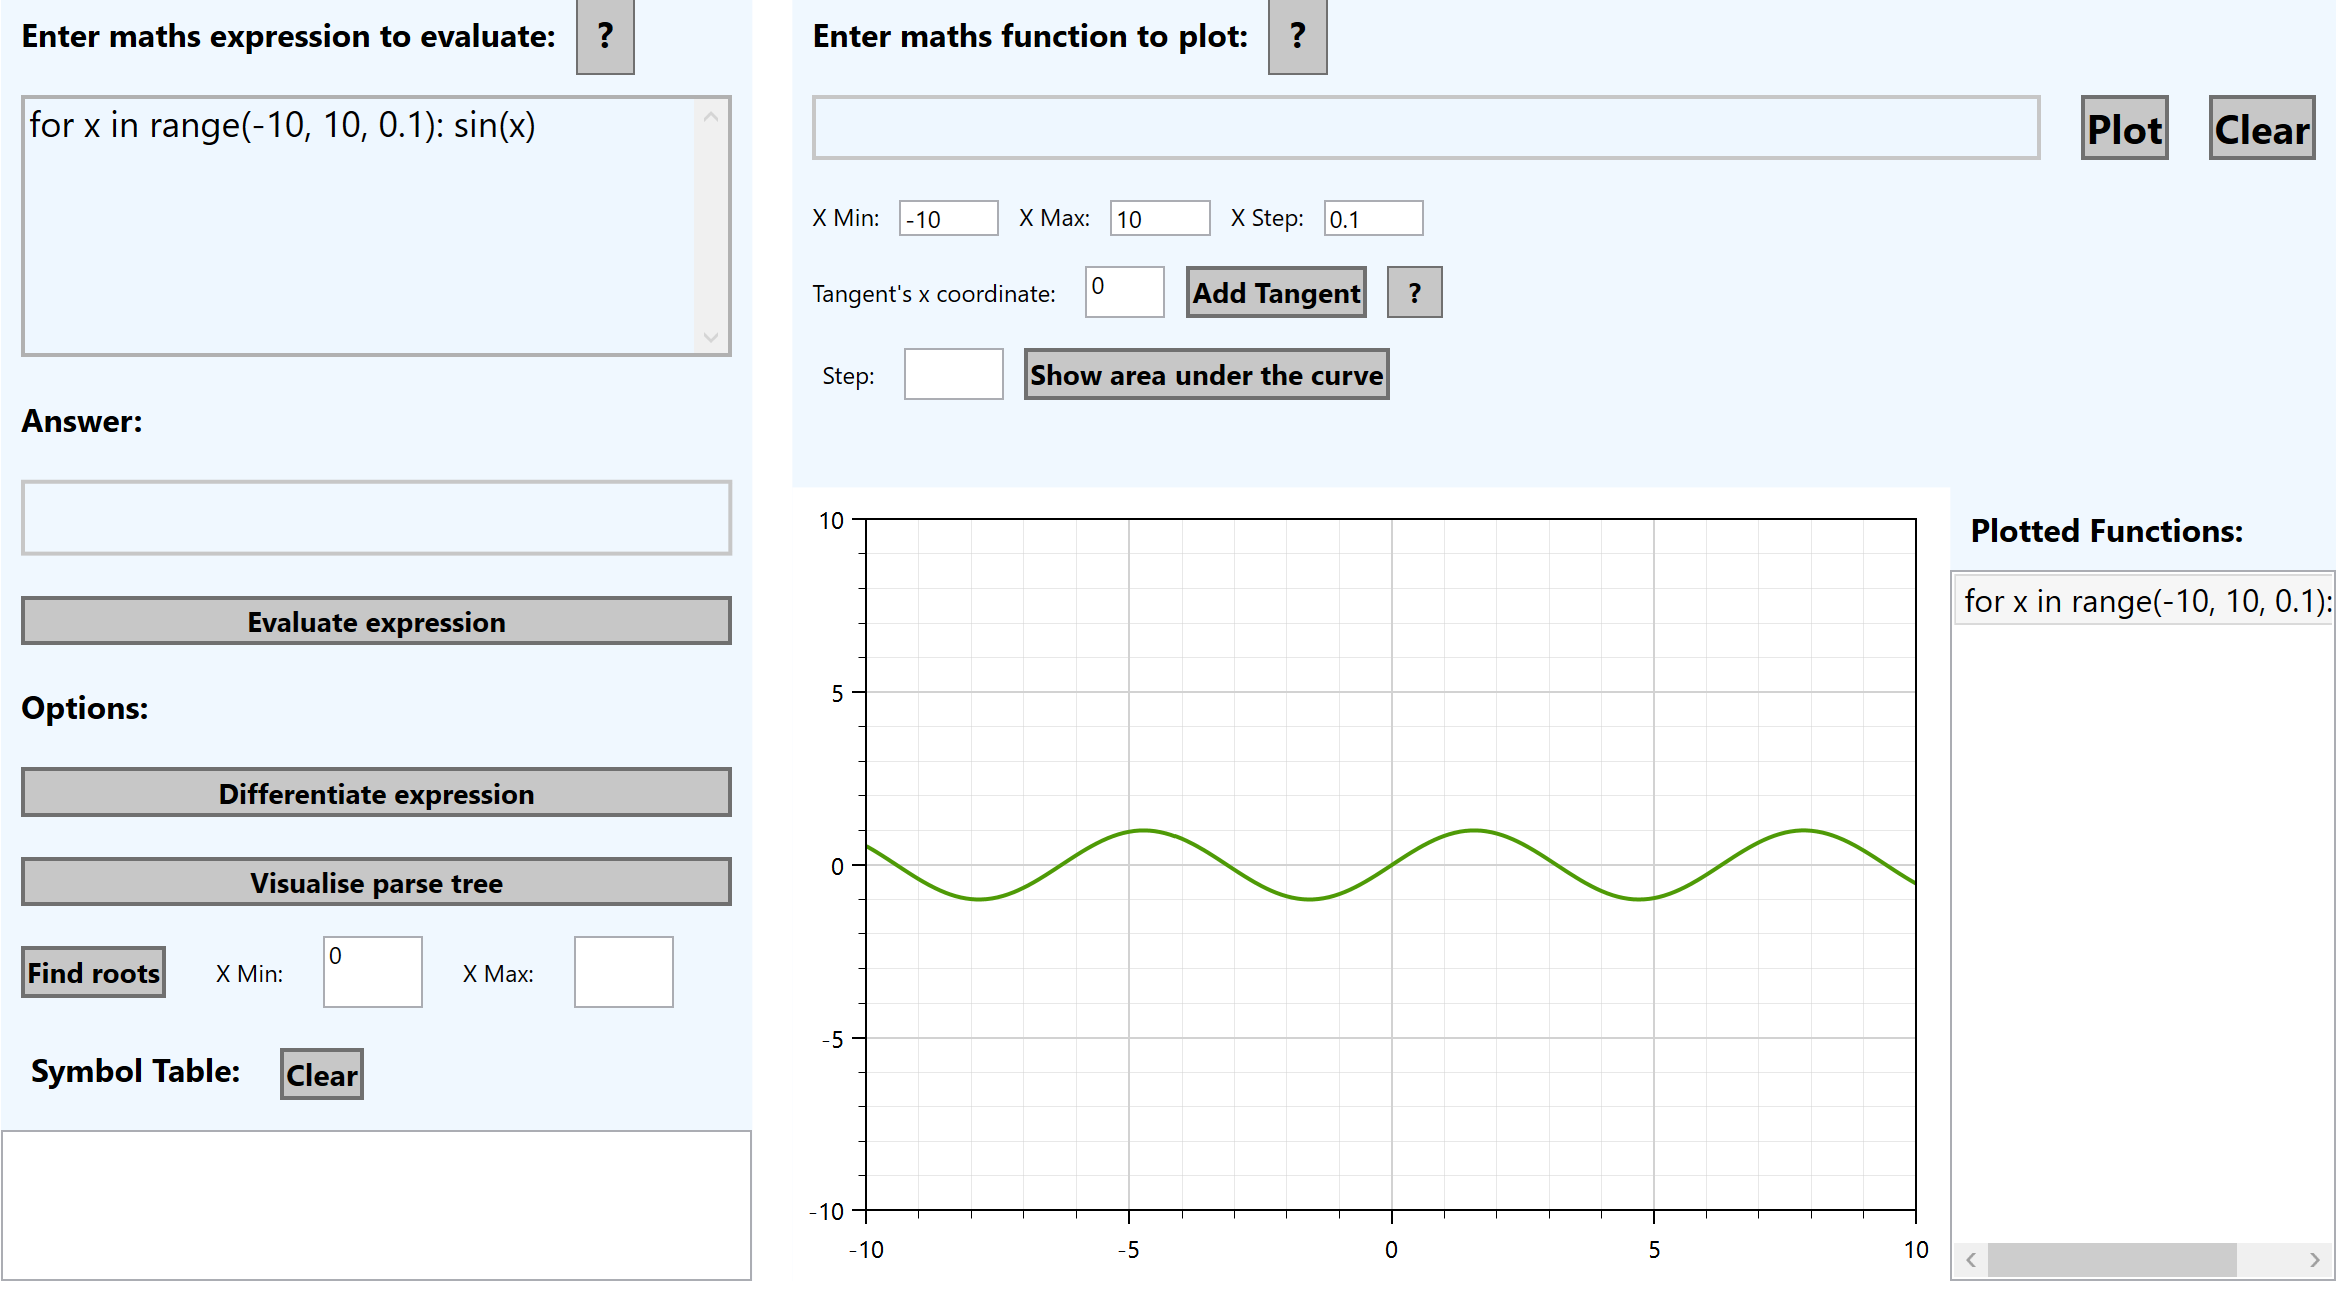 Enter maths expression to evaluate: ?
for x in range(-10, 10, 0.1): sin(x)
Answer:
Evaluate expression
Options:
Differentiate expression
Visualise parse tree
Find roots X Min: 0 X Max:
Symbol Table: Clear
Enter maths function to plot: ?
Plot Clear
X Min: -10 X Max: 10 X Step: 0.1
Tangent's x coordinate: 0 Add Tangent ?
Step: Show area under the curve
10
5
0
-5
-10
-10 -5 0 5 10
Plotted Functions:
for x in range(-10, 10, 0.1):